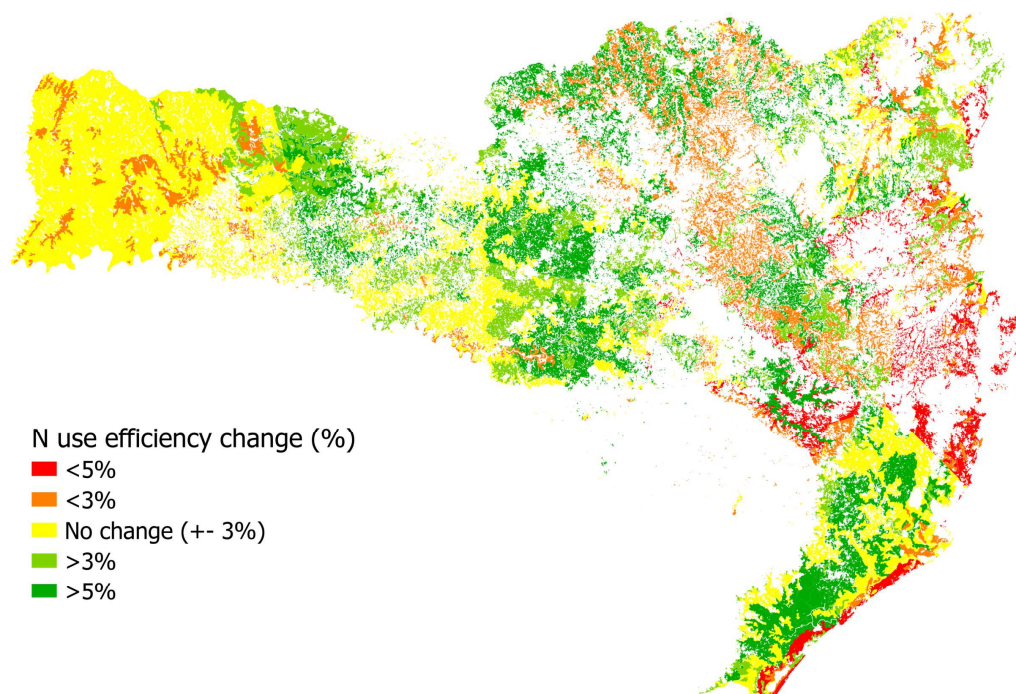 N use efficiency change (%)
<5%
<3%
No change (+- 3%)
>3%
>5%